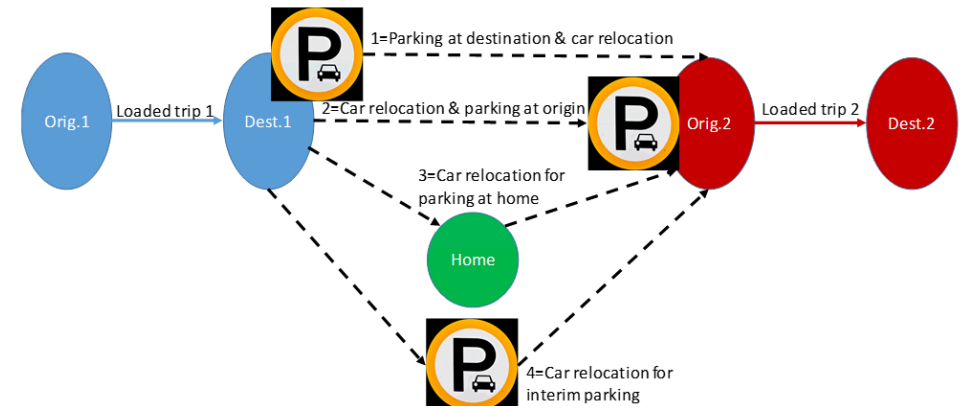 P
1=Parking at destination & car relocation
Orig.1
Loaded trip 1
Dest.1
2=Car relocation & parking at origin
P
Orig.2
Loaded trip 2
Dest.2
3=Car relocation for
parking at home
Home
P
4=Car relocation for
interim parking